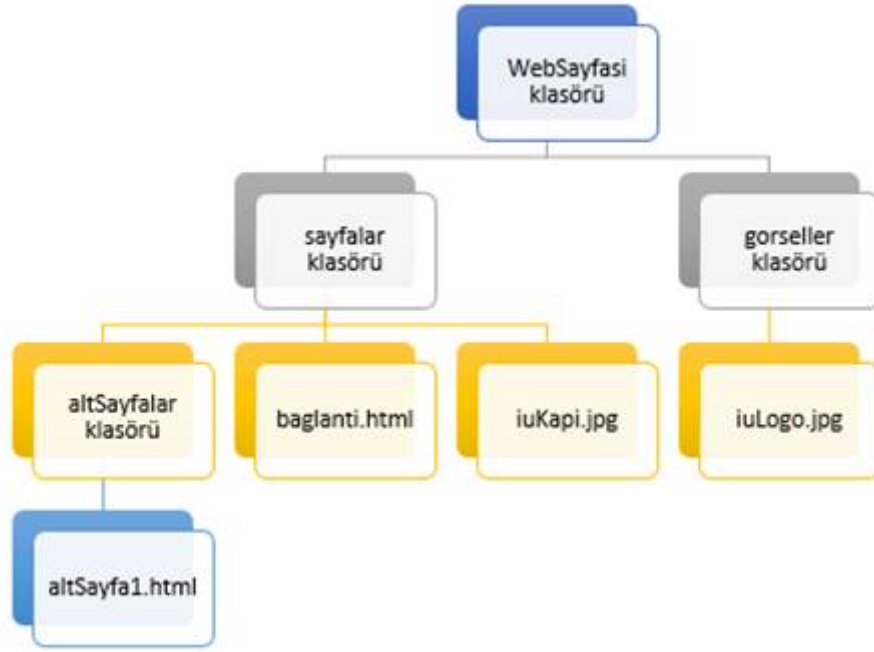 WebSayfasi
klasörü
sayfalar
klasörü
gorseller
klasörü
altSayfalar
klasörü
baglanti.html
iuKapi.jpg
iuLogo.jpg
altSayfa1.html